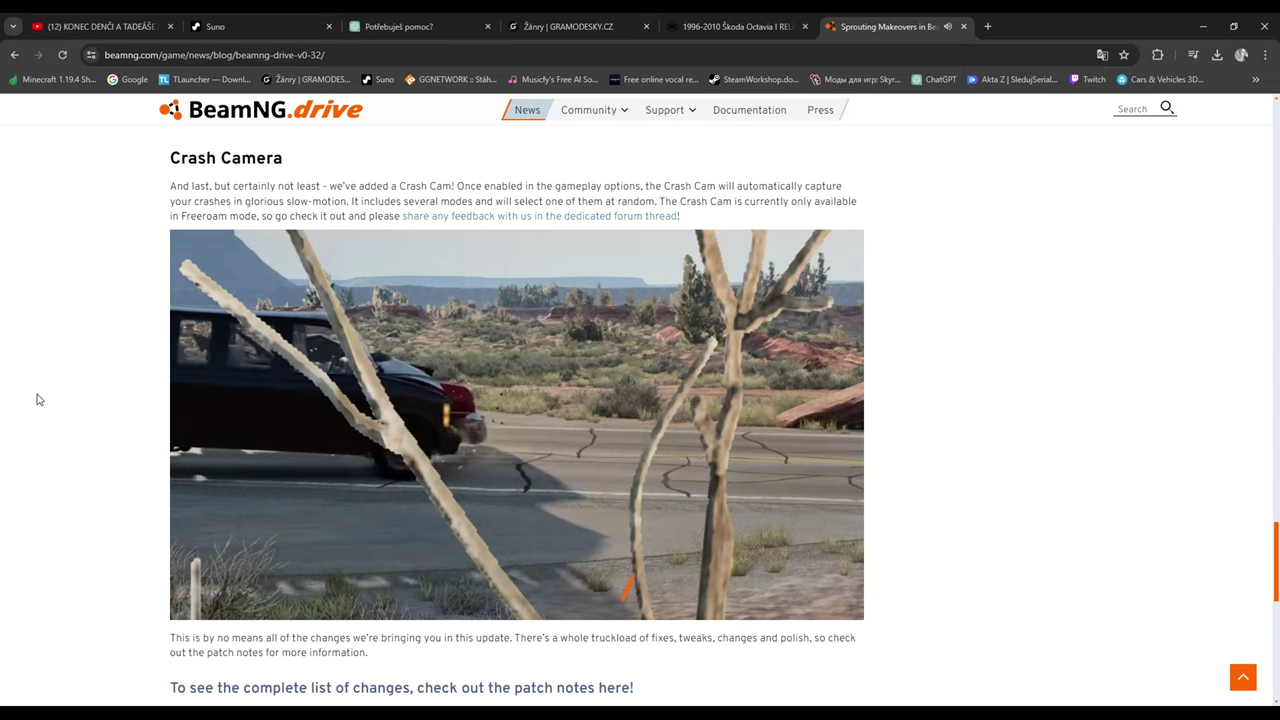 (12) KONEC DENČI A TADEÁŠE
Suno
Potřebuješ pomoc?
Žánry | GRAMODESKY.CZ
1996-2010 Škoda Octavia I REL
Sprouting Makeovers in Be
beamng.com/game/news/blog/beamng-drive-v0-32/
Minecraft 1.19.4 Sh...
Google
TLauncher — Downl...
Žánry | GRAMODES...
Suno
GGNETWORK :: Stáh...
Musicfy's Free AI So...
Free online vocal re...
SteamWorkshop.do...
Моды для игр: Skyr...
ChatGPT
Akta Z | SledujSerial...
Twitch
Cars & Vehicles 3D...
BeamNG.drive
News
Community
Support
Documentation
Press
Search
Crash Camera
And last, but certainly not least - we've added a Crash Cam! Once enabled in the gameplay options, the Crash Cam will automatically capture
your crashes in glorious slow-motion. It includes several modes and will select one of them at random. The Crash Cam is currently only available
in Freeroam mode, so go check it out and please share any feedback with us in the dedicated forum thread!
This is by no means all of the changes we're bringing you in this update. There's a whole truckload of fixes, tweaks, changes and polish, so check
out the patch notes for more information.
To see the complete list of changes, check out the patch notes here!